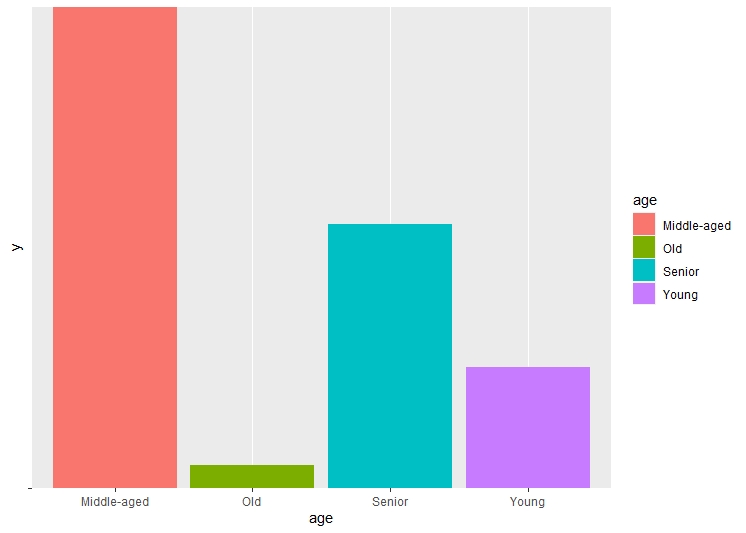 y
Middle-aged
Old
Senior
Young
age
age
Middle-aged
Old
Senior
Young